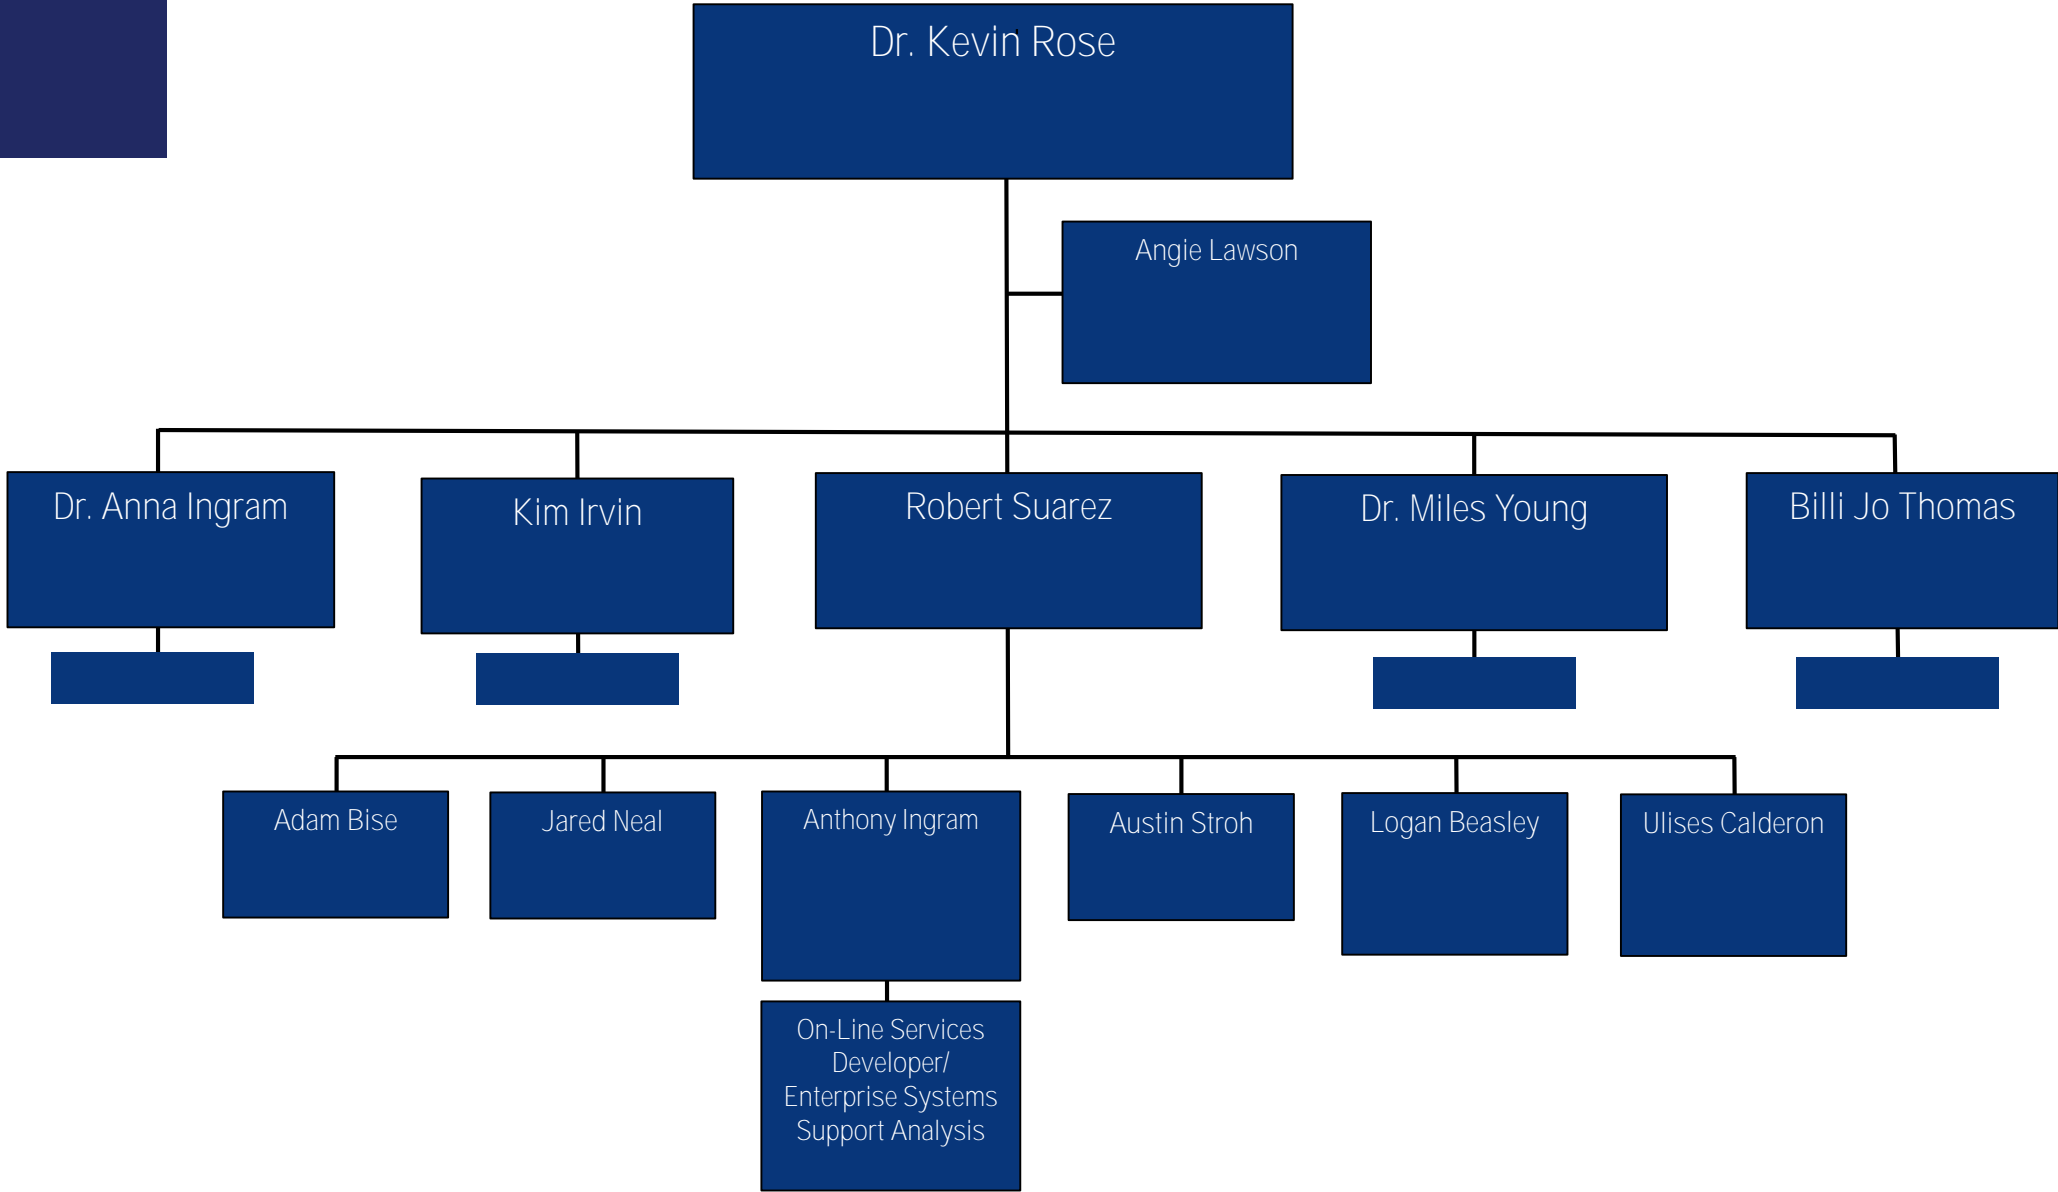 Dr. Kevin Rose
Angie Lawson
Dr. Anna Ingram
Kim Irvin
Robert Suarez
Dr. Miles Young
Billi Jo Thomas
Adam Bise
Jared Neal
Anthony Ingram
Austin Stroh
Logan Beasley
Ulises Calderon
On-Line Services
Developer/
Enterprise Systems
Support Analysis